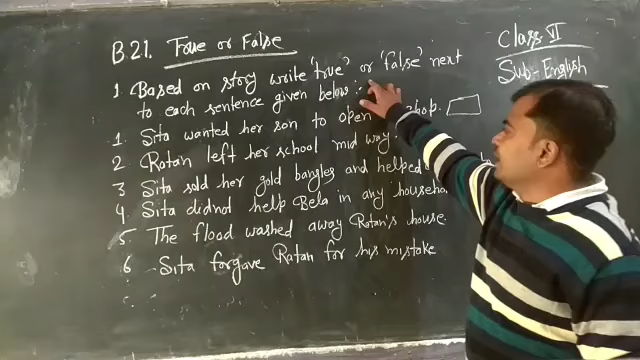 B.21. True or False
Class VI
Sub-English
1. Based on story write 'true' or 'false' next
to each sentence given below :-
1. Sita wanted her son to open shop.
2. Ratan left her school mid way.
3 Sita sold her gold bangles and helped
4. Sita didnot help Bela in any
5. The flood washed away Ratan's house.
6 Sita forgave Ratan for his mistake